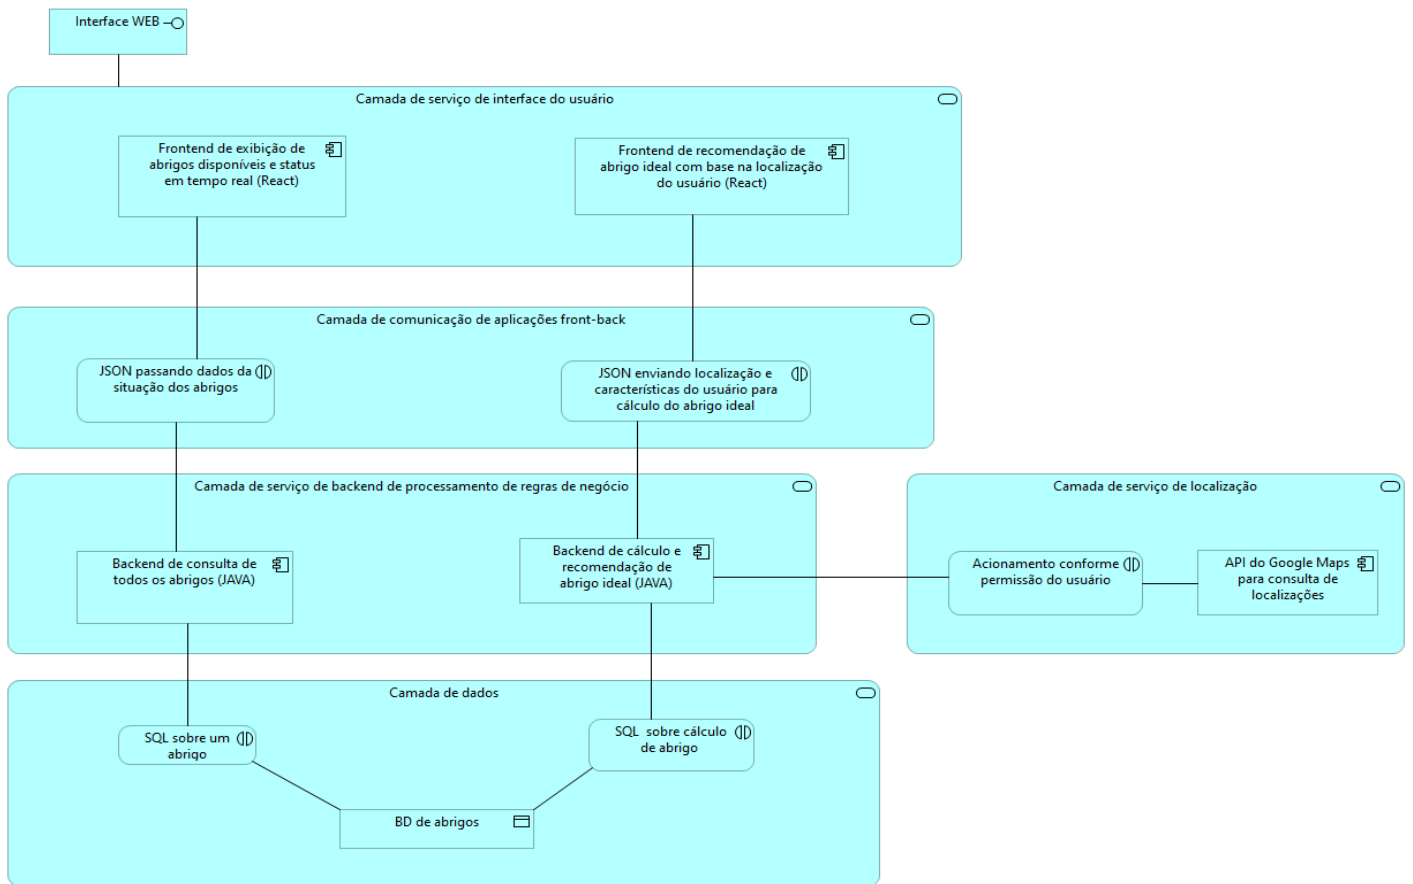 Interface WEB
Camada de serviço de interface do usuário
Frontend de exibição de
abrigos disponíveis e status
em tempo real (React)
Frontend de recomendação de
abrigo ideal com base na localização
do usuário (React)
Camada de comunicação de aplicações front-back
JSON passando dados da
situação dos abrigos
JSON enviando localização e
características do usuário para
cálculo do abrigo ideal
Camada de serviço de backend de processamento de regras de negócio
Backend de consulta de
todos os abrigos (JAVA)
Backend de cálculo e
recomendação de
abrigo ideal (JAVA)
Camada de serviço de localização
Acionamento conforme
permissão do usuário
API do Google Maps
para consulta de
localizações
Camada de dados
SQL sobre um
abrigo
SQL  sobre cálculo
de abrigo
BD de abrigos